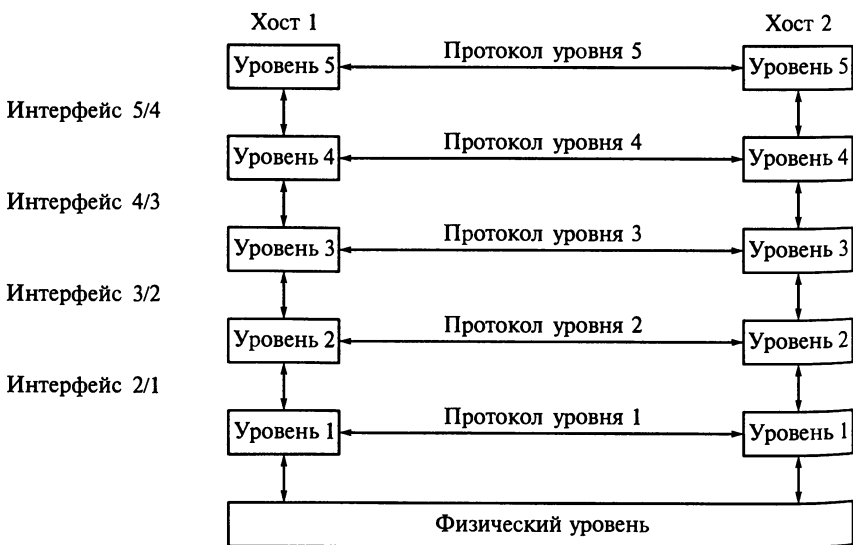 Хост 1
Хост 2
Уровень 5
Протокол уровня 5
Уровень 5
Интерфейс 5/4
Уровень 4
Протокол уровня 4
Уровень 4
Интерфейс 4/3
Уровень 3
Протокол уровня 3
Уровень 3
Интерфейс 3/2
Уровень 2
Протокол уровня 2
Уровень 2
Интерфейс 2/1
Уровень 1
Протокол уровня 1
Уровень 1
Физический уровень